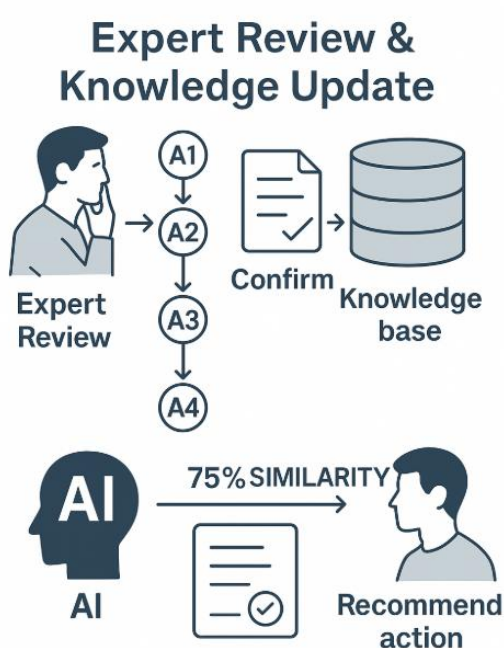 Expert Review &
Knowledge Update
A1
A2
A3
A4
Expert
Review
Confirm
Knowledge
base
AI
AI
75% SIMILARITY
Recommend
action